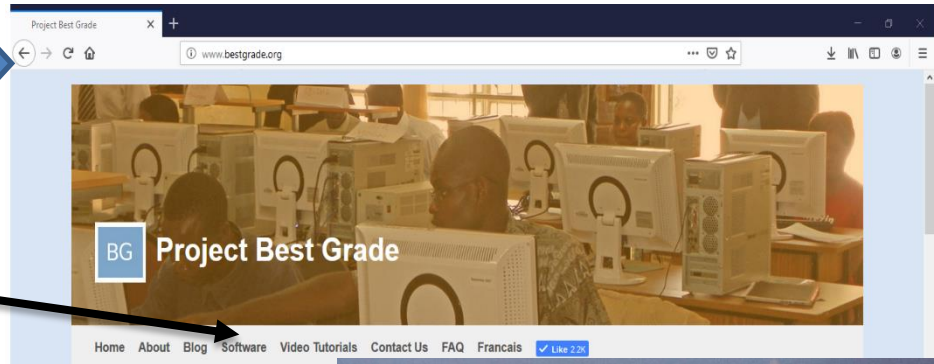 Project Best Grade
www.bestgrade.org
BG Project Best Grade
Home About Blog Software Video Tutorials Contact Us FAQ Francais Like 2.2K